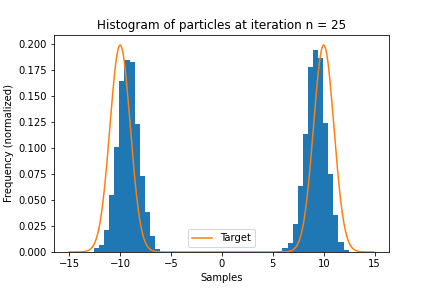 Histogram of particles at iteration n = 25
Frequency (normalized)
0.200
0.175
0.150
0.125
0.100
0.075
0.050
0.025
0.000
Target
−15 −10 −5 0 5 10 15
Samples